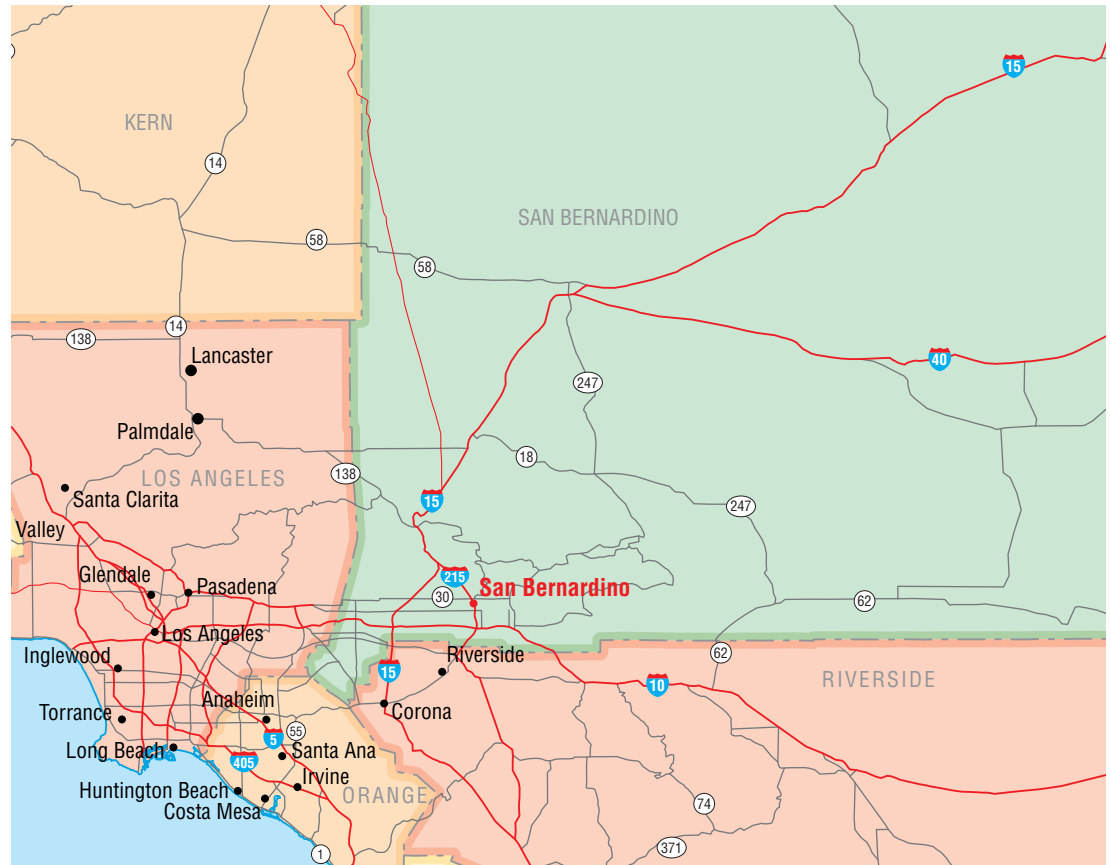 15
KERN
14
SAN BERNARDINO
58
58
14
138
Lancaster
40
247
Palmdale
18
LOS ANGELES
138
Santa Clarita
15
247
Valley
Glendale
Pasadena
215
30
San Bernardino
62
Los Angeles
Inglewood
Riverside
62
15
10
RIVERSIDE
Torrance
Anaheim
Corona
55
5
Long Beach
405
Santa Ana
Irvine
Huntington Beach
ORANGE
Costa Mesa
74
371
1